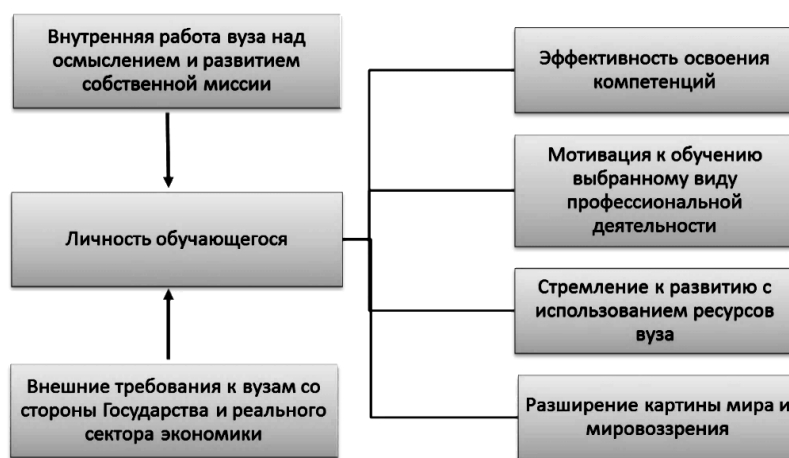 Внутренняя работа вуза над
осмыслением и развитием
собственной миссии
Личность обучающегося
Внешние требования к вузам со
стороны Государства и реального
сектора экономики
Эффективность освоения
компетенций
Мотивация к обучению
выбранному виду
профессиональной
деятельности
Стремление к развитию с
использованием ресурсов
вуза
Разширение картины мира и
мировоззрения